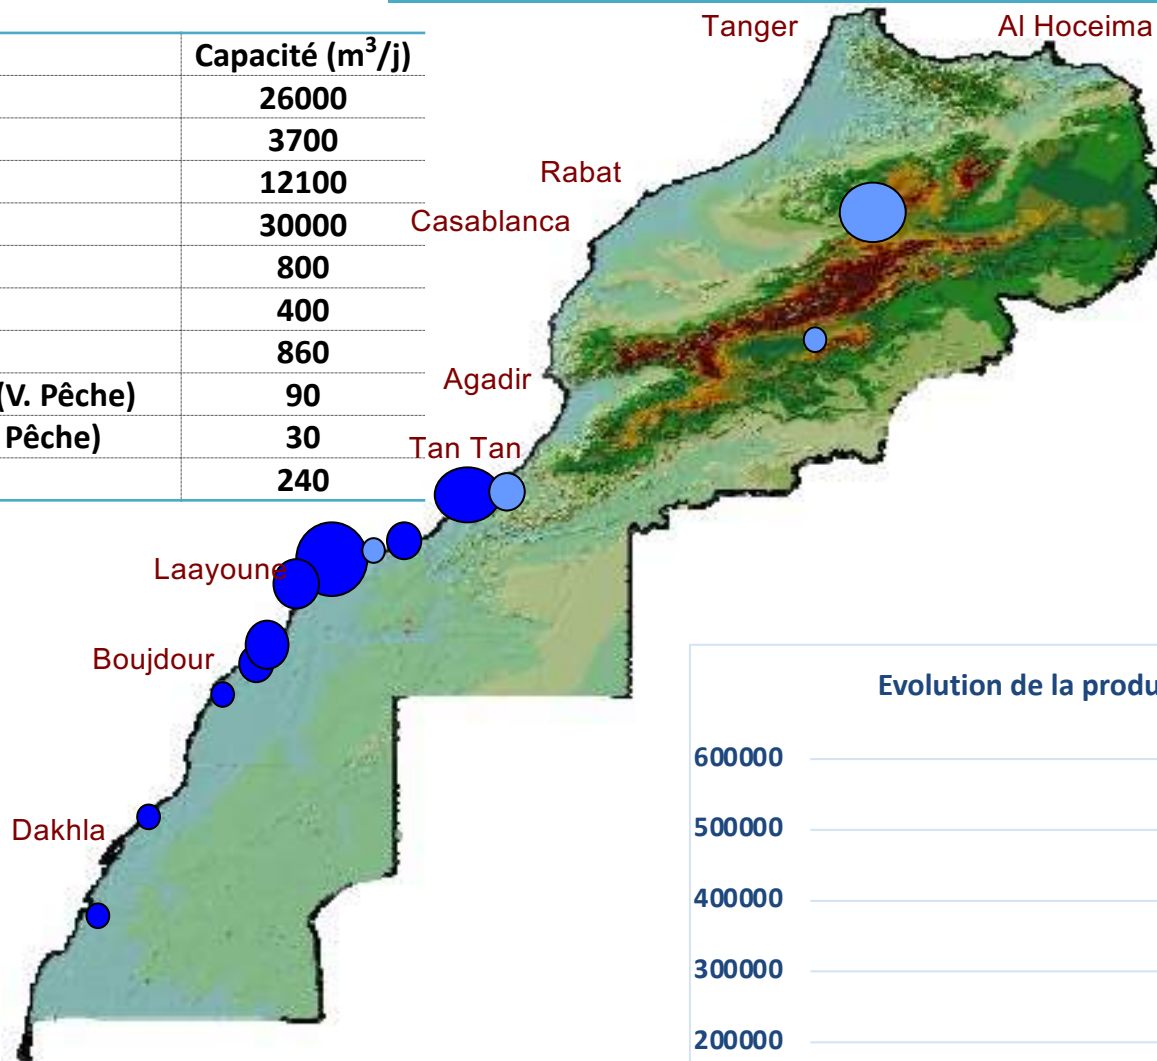 Capacité (m³/j)
26000
3700
12100
30000
800
400
860
(V. Pêche) 90
Pêche) 30
240
Tanger
Al Hoceima
Rabat
Casablanca
Agadir
Tan Tan
Laayoune
Boujdour
Dakhla
Evolution de la produ
600000
500000
400000
300000
200000